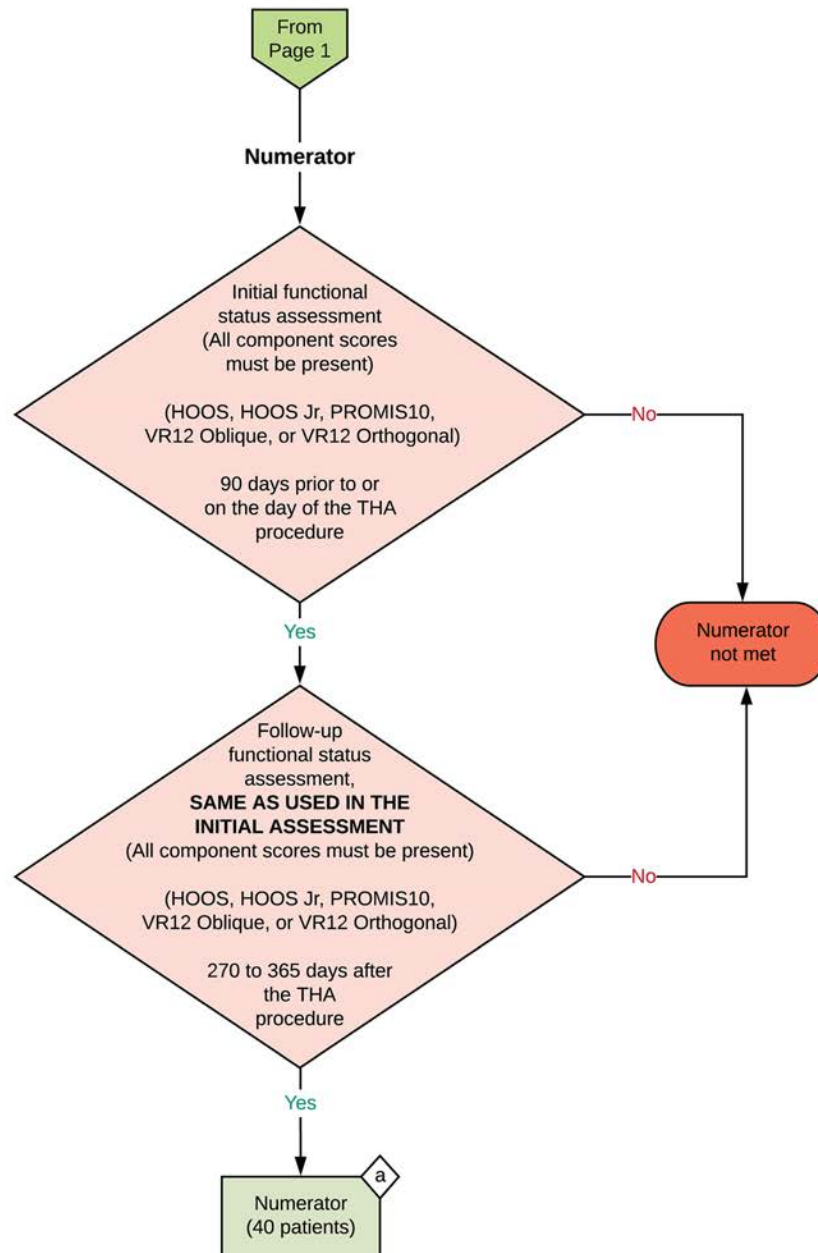 From
Page 1
Numerator
Initial functional
status assessment
(All component scores
must be present)
(HOOS, HOOS Jr, PROMIS10,
VR12 Oblique, or VR12 Orthogonal)
90 days prior to or
on the day of the THA
procedure
No
Yes
Numerator
not met
Follow-up
functional status
assessment,
SAME AS USED IN THE
INITIAL ASSESSMENT
(All component scores must be present)
(HOOS, HOOS Jr, PROMIS10,
VR12 Oblique, or VR12 Orthogonal)
270 to 365 days after
the THA
procedure
No
Yes
a
Numerator
(40 patients)